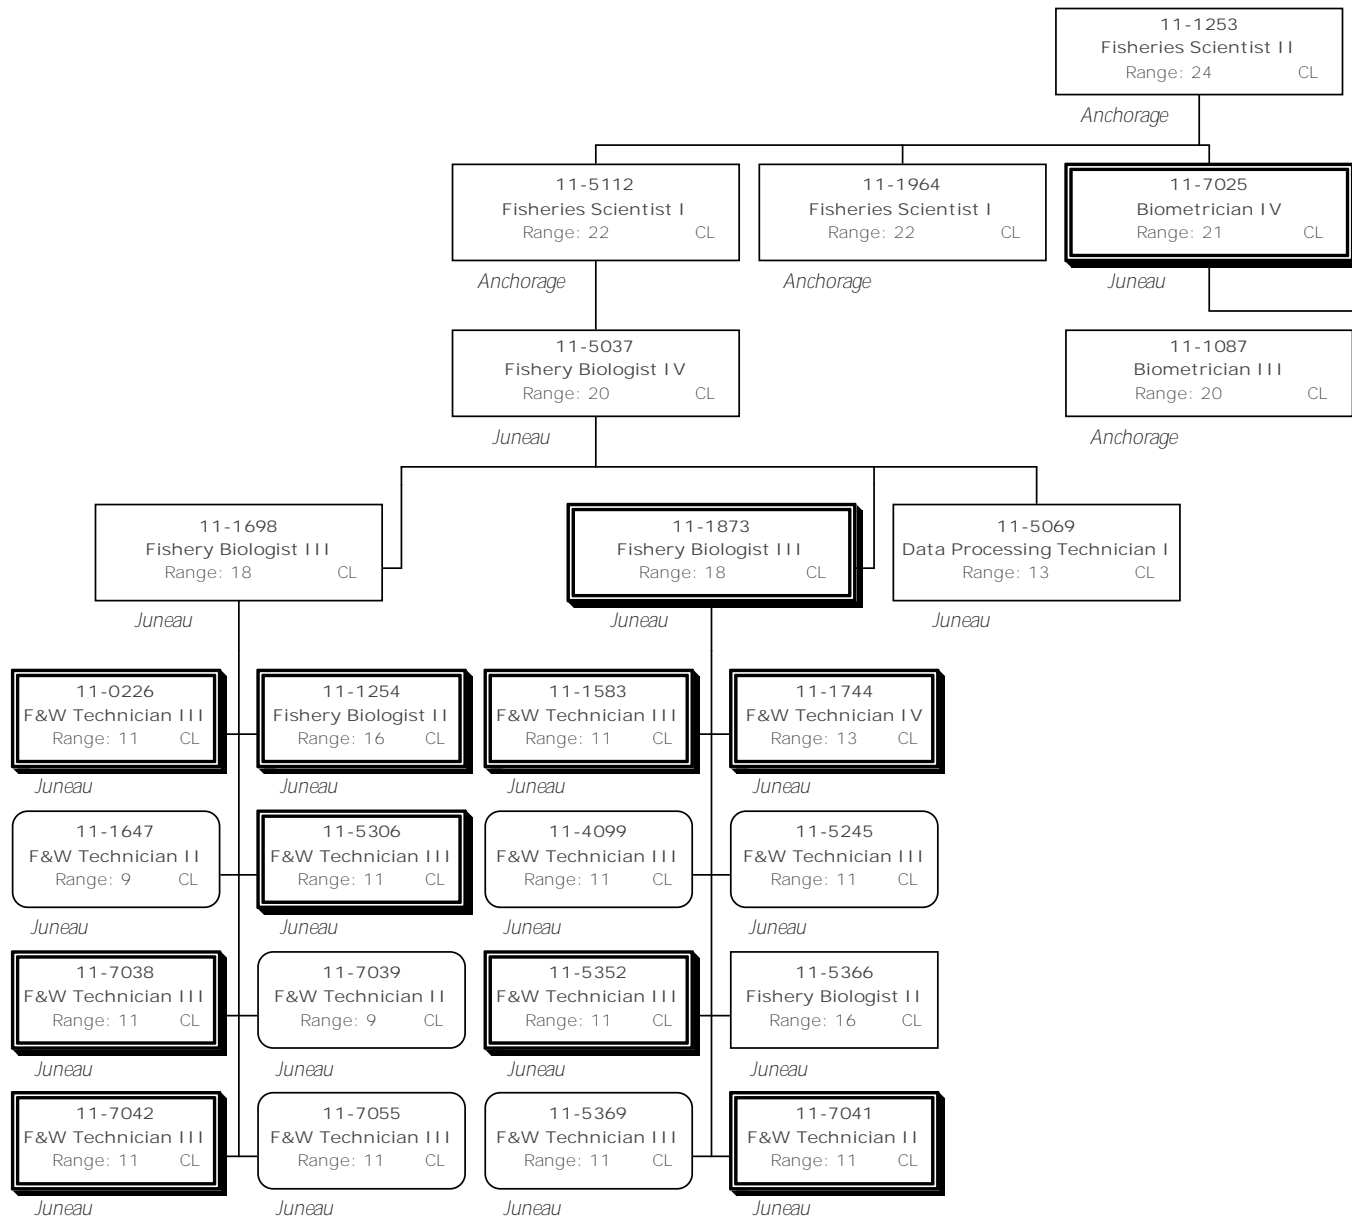 11-1253
Fisheries Scientist II
Range: 24 CL
Anchorage
11-5112
Fisheries Scientist I
Range: 22 CL
Anchorage
11-1964
Fisheries Scientist I
Range: 22 CL
Anchorage
11-7025
Biometrician IV
Range: 21 CL
Juneau
11-5037
Fishery Biologist IV
Range: 20 CL
Juneau
11-1087
Biometrician III
Range: 20 CL
Anchorage
11-1698
Fishery Biologist III
Range: 18 CL
Juneau
11-1873
Fishery Biologist III
Range: 18 CL
Juneau
11-5069
Data Processing Technician I
Range: 13 CL
Juneau
11-0226
F&W Technician III
Range: 11 CL
Juneau
11-1254
Fishery Biologist II
Range: 16 CL
Juneau
11-1583
F&W Technician III
Range: 11 CL
Juneau
11-1744
F&W Technician IV
Range: 13 CL
Juneau
11-1647
F&W Technician II
Range: 9 CL
Juneau
11-5306
F&W Technician III
Range: 11 CL
Juneau
11-4099
F&W Technician III
Range: 11 CL
Juneau
11-5245
F&W Technician III
Range: 11 CL
Juneau
11-7038
F&W Technician III
Range: 11 CL
Juneau
11-7039
F&W Technician II
Range: 9 CL
Juneau
11-5352
F&W Technician III
Range: 11 CL
Juneau
11-5366
Fishery Biologist II
Range: 16 CL
Juneau
11-7042
F&W Technician III
Range: 11 CL
Juneau
11-7055
F&W Technician III
Range: 11 CL
Juneau
11-5369
F&W Technician III
Range: 11 CL
Juneau
11-7041
F&W Technician II
Range: 11 CL
Juneau